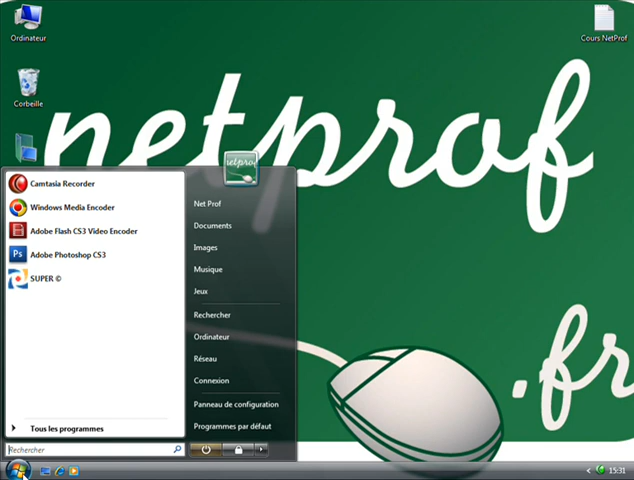 Ordinateur
Cours NetProf
Corbeille
netprof
.fr
netprof
Camtasia Recorder
Windows Media Encoder
Adobe Flash CS3 Video Encoder
Ps
Adobe Photoshop CS3
SUPER ©
Tous les programmes
Rechercher
Net Prof
Documents
Images
Musique
Jeux
Rechercher
Ordinateur
Réseau
Connexion
Panneau de configuration
Programmes par défaut
15:31